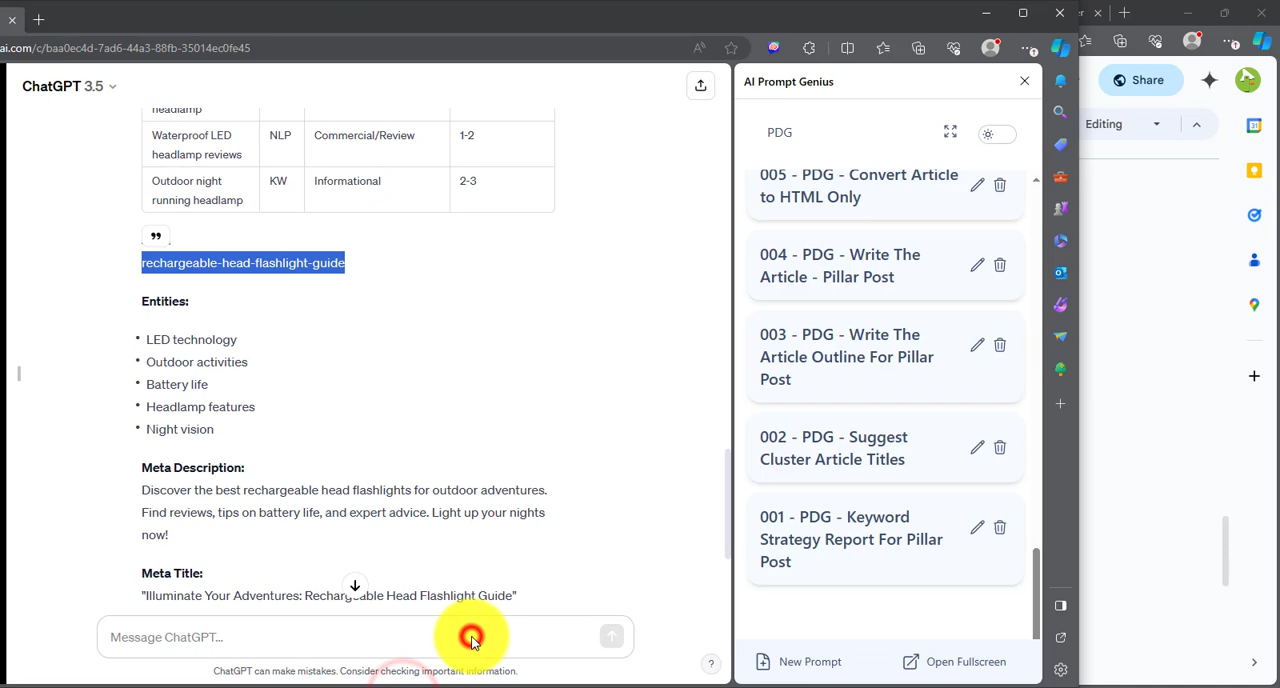 er
ai.com/c/baa0ec4d-7ad6-44a3-88fb-35014ec0fe45
ChatGPT 3.5
headlamp
Waterproof LED NLP Commercial/Review 1-2
headlamp reviews
Outdoor night KW Informational 2-3
running headlamp
rechargeable-head-flashlight-guide
Entities:
• LED technology
• Outdoor activities
• Battery life
• Headlamp features
• Night vision
Meta Description:
Discover the best rechargeable head flashlights for outdoor adventures.
Find reviews, tips on battery life, and expert advice. Light up your nights
now!
Meta Title:
"Illuminate Your Adventures: Rechargeable Head Flashlight Guide"
Message ChatGPT...
ChatGPT can make mistakes. Consider checking important information.
?
AI Prompt Genius
PDG
005 - PDG - Convert Article
to HTML Only
004 - PDG - Write The
Article - Pillar Post
003 - PDG - Write The
Article Outline For Pillar
Post
002 - PDG - Suggest
Cluster Article Titles
001 - PDG - Keyword
Strategy Report For Pillar
Post
New Prompt
Open Fullscreen
Share
Editing
31